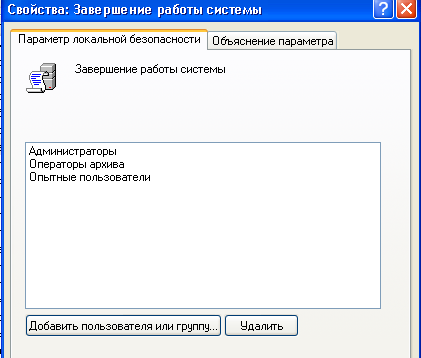 Свойства: Завершение работы системы
Параметр локальной безопасности
Объяснение параметра
Завершение работы системы
Администраторы
Операторы архива
Опытные пользователи
Добавить пользователя или группу...
Удалить